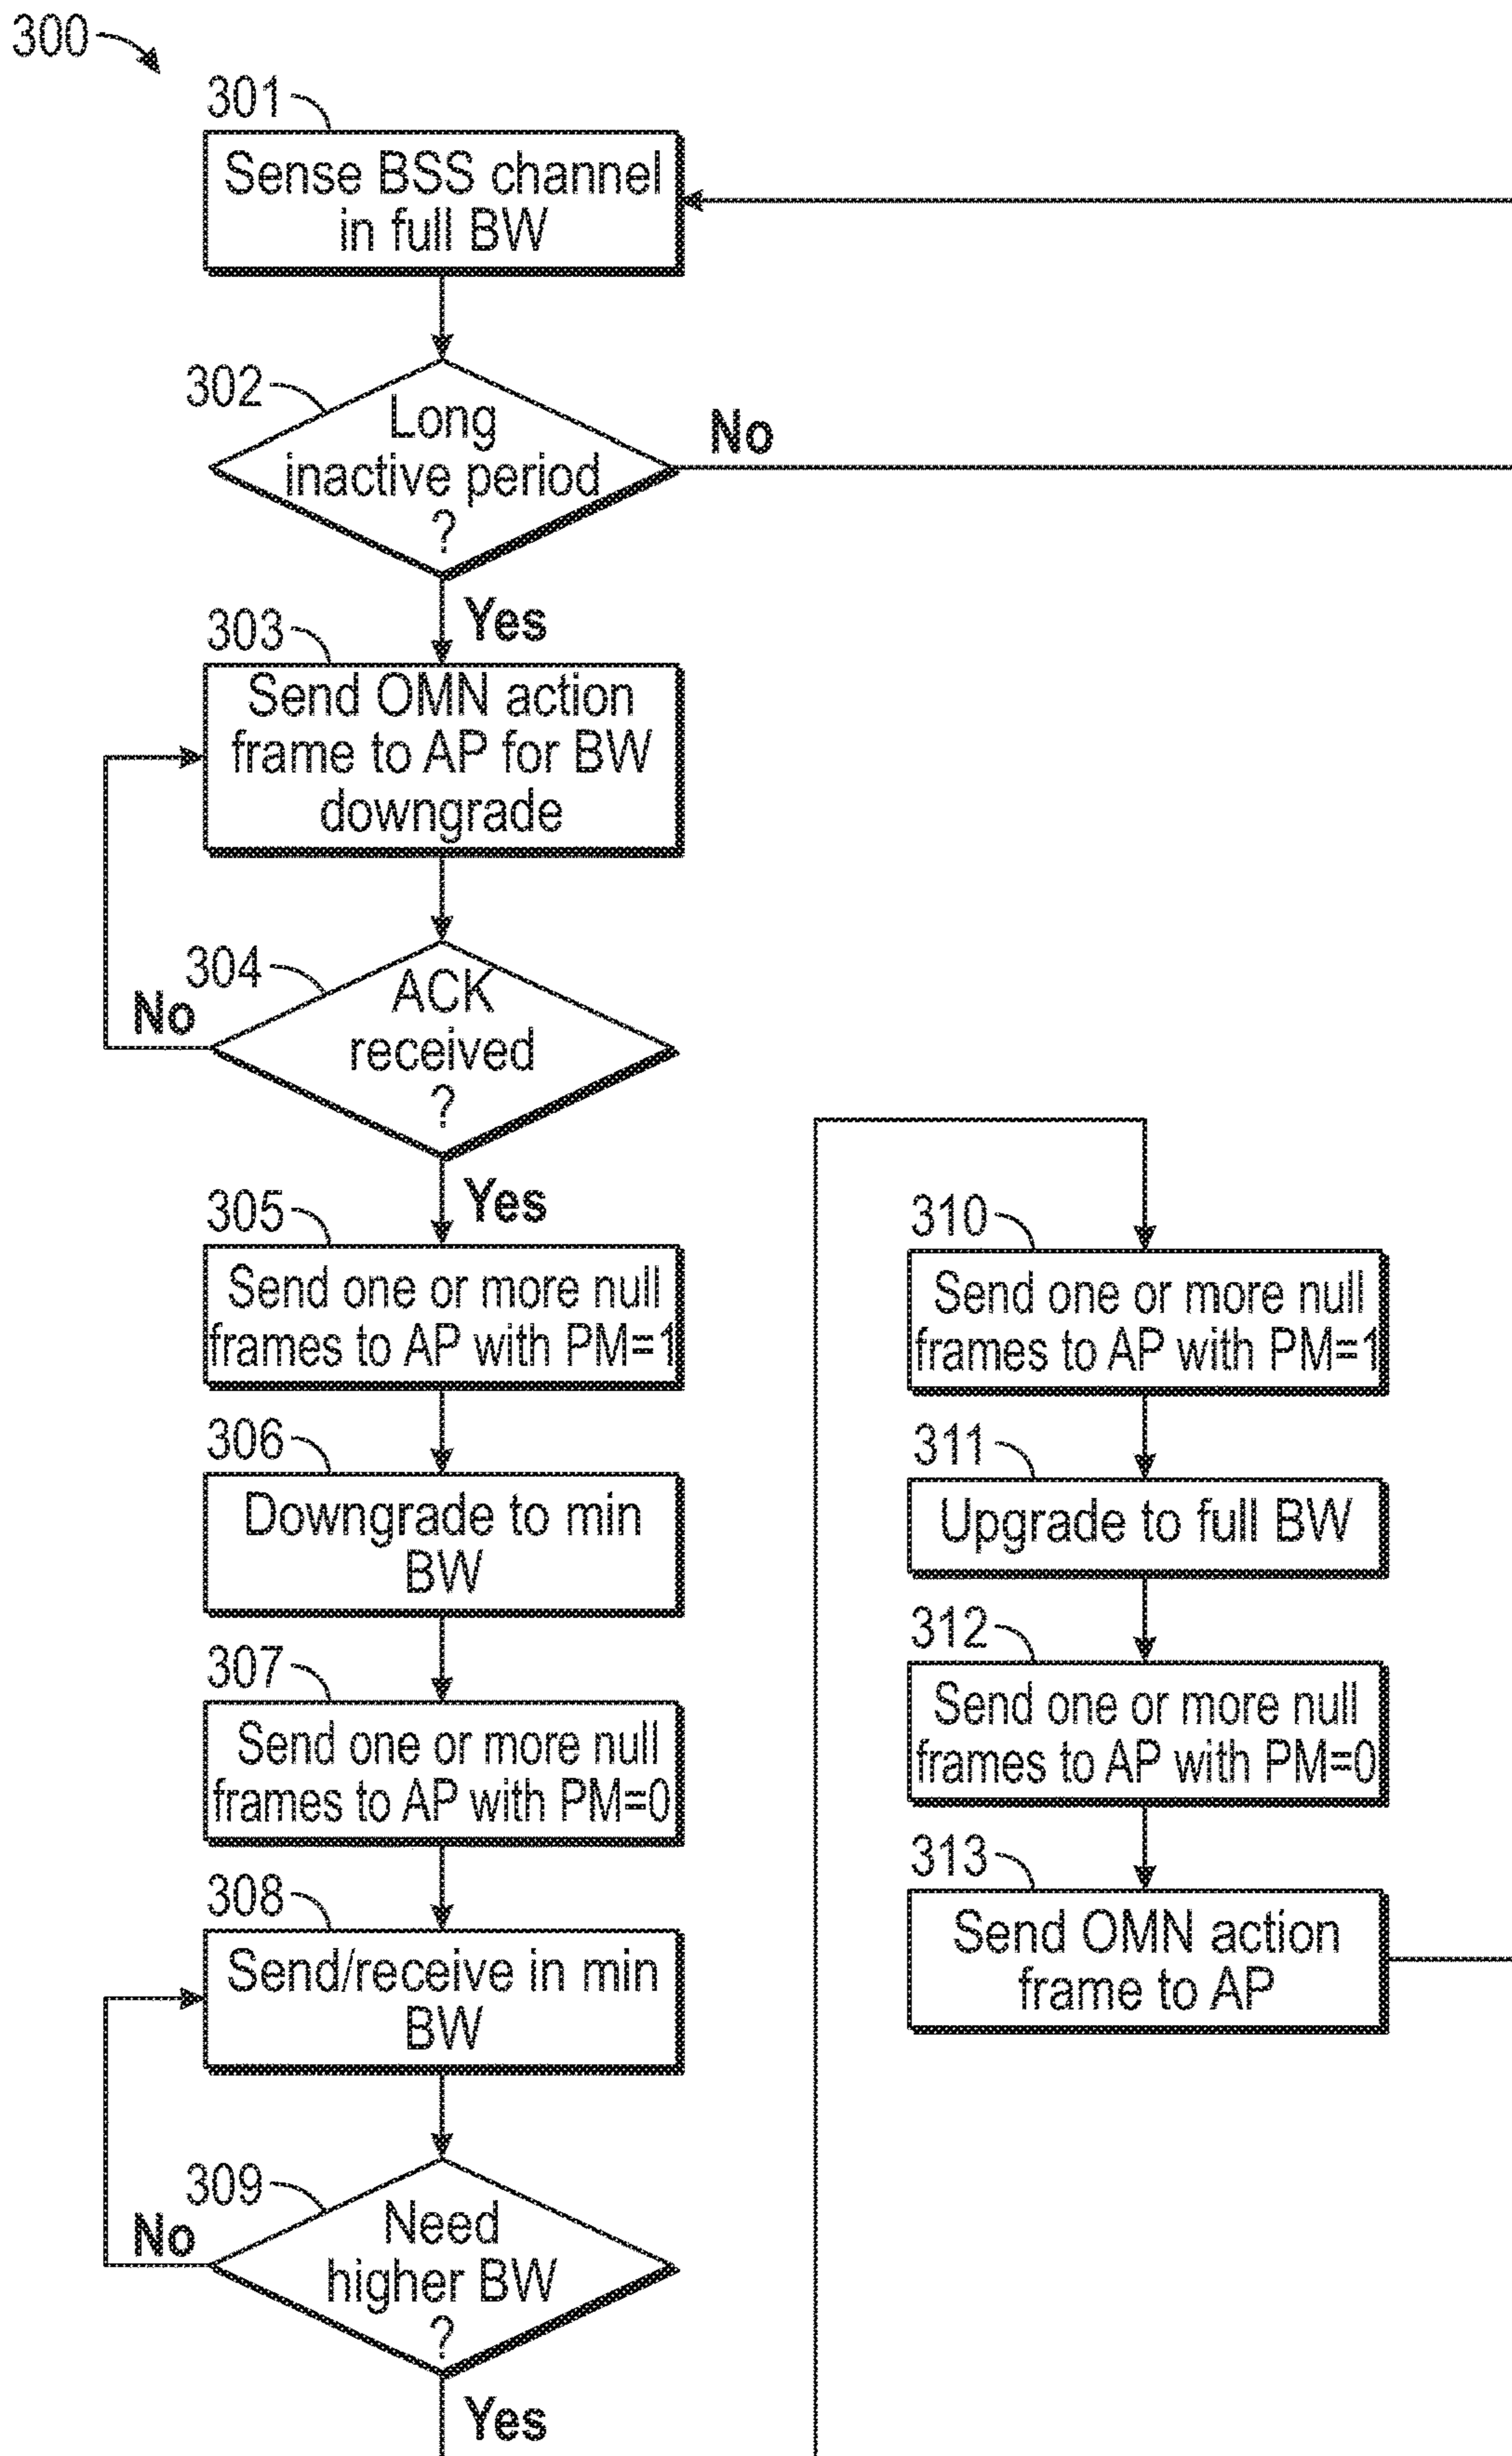 300
301
Sense BSS channel
in full BW
302
Long
inactive period
?
No
Yes
303
Send OMN action
frame to AP for BW
downgrade
304
ACK
received
?
No
Yes
305
Send one or more null
frames to AP with PM=1
306
Downgrade to min
BW
307
Send one or more null
frames to AP with PM=0
308
Send/receive in min
BW
309
Need
higher BW
?
No
Yes
310
Send one or more null
frames to AP with PM=1
311
Upgrade to full BW
312
Send one or more null
frames to AP with PM=0
313
Send OMN action
frame to AP